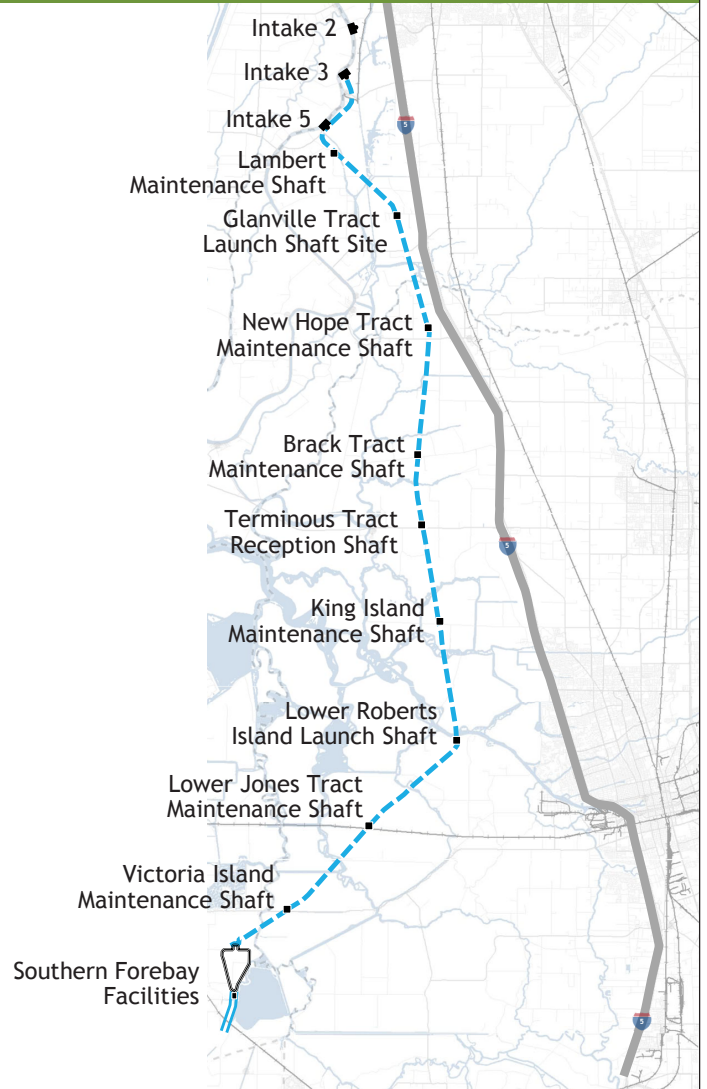 Intake 2
Intake 3
Intake 5
5
Lambert
Maintenance Shaft
Glanville Tract
Launch Shaft Site
New Hope Tract
Maintenance Shaft
Brack Tract
Maintenance Shaft
Terminous Tract
Reception Shaft
5
King Island
Maintenance Shaft
Lower Roberts
Island Launch Shaft
Lower Jones Tract
Maintenance Shaft
Victoria Island
Maintenance Shaft
Southern Forebay
Facilities
5